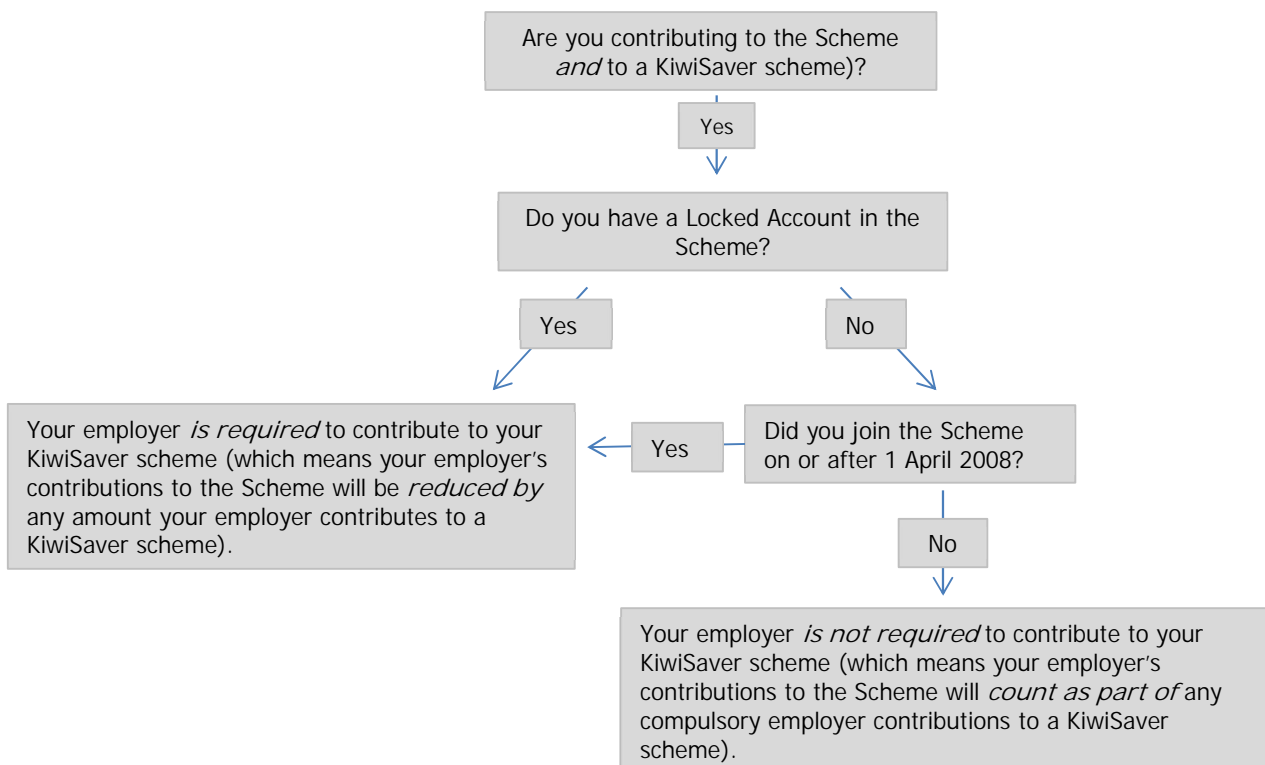 Are you contributing to the Scheme
and to a KiwiSaver scheme)?
Yes
Do you have a Locked Account in the
Scheme?
Yes
No
Your employer is required to contribute to your
KiwiSaver scheme (which means your employer's
contributions to the Scheme will be reduced by
any amount your employer contributes to a
KiwiSaver scheme).
Yes
Did you join the Scheme
on or after 1 April 2008?
No
Your employer is not required to contribute to your
KiwiSaver scheme (which means your employer's
contributions to the Scheme will count as part of any
compulsory employer contributions to a KiwiSaver
scheme).